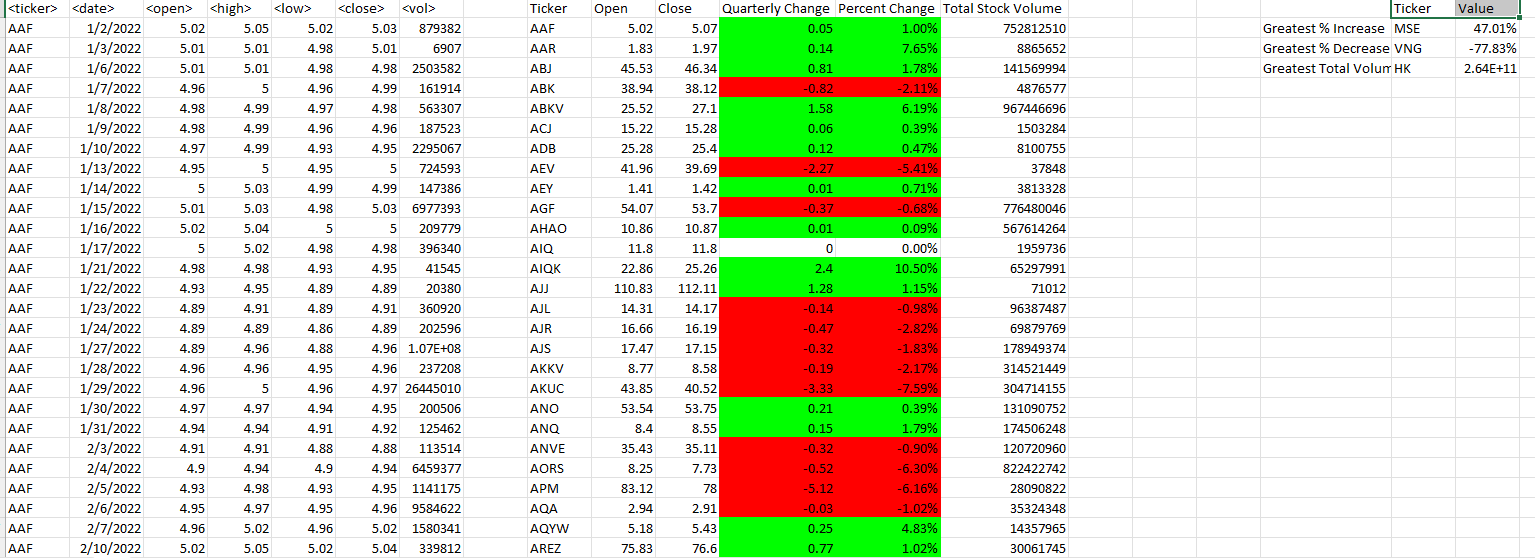 <ticker> <date> <open> <high> <low> <close> <vol> Ticker Open Close Quarterly Change Percent Change Total Stock Volume Ticker Value
AAF 1/2/2022 5.02 5.05 5.02 5.03 879382 AAF 5.02 5.07 0.05 1.00% 752812510 Greatest % Increase MSE 47.01%
AAF 1/3/2022 5.01 5.01 4.98 5.01 6907 AAR 1.83 1.97 0.14 7.65% 8865652 Greatest % Decrease VNG -77.83%
AAF 1/6/2022 5.01 5.01 4.98 4.98 2503582 ABJ 45.53 46.34 0.81 1.78% 141569994 Greatest Total Volum HK 2.64E+11
AAF 1/7/2022 4.96 5 4.96 4.99 161914 ABK 38.94 38.12 -0.82 -2.11% 4876577
AAF 1/8/2022 4.98 4.99 4.97 4.98 563307 ABKV 25.52 27.1 1.58 6.19% 967446696
AAF 1/9/2022 4.98 4.99 4.96 4.96 187523 ACJ 15.22 15.28 0.06 0.39% 1503284
AAF 1/10/2022 4.97 4.99 4.93 4.95 2295067 ADB 25.28 25.4 0.12 0.47% 8100755
AAF 1/13/2022 4.95 5 4.95 5 724593 AEV 41.96 39.69 -2.27 -5.41% 37848
AAF 1/14/2022 5 5.03 4.99 4.99 147386 AEY 1.41 1.42 0.01 0.71% 3813328
AAF 1/15/2022 5.01 5.03 4.98 5.03 6977393 AGF 54.07 53.7 -0.37 -0.68% 776480046
AAF 1/16/2022 5.02 5.04 5 5 209779 AHAO 10.86 10.87 0.01 0.09% 567614264
AAF 1/17/2022 5 5.02 4.98 4.98 396340 AIQ 11.8 11.8 0 0.00% 1959736
AAF 1/21/2022 4.98 4.98 4.93 4.95 41545 AIQK 22.86 25.26 2.4 10.50% 65297991
AAF 1/22/2022 4.93 4.95 4.89 4.89 20380 AJJ 110.83 112.11 1.28 1.15% 71012
AAF 1/23/2022 4.89 4.91 4.89 4.91 360920 AJL 14.31 14.17 -0.14 -0.98% 96387487
AAF 1/24/2022 4.89 4.89 4.86 4.89 202596 AJR 16.66 16.19 -0.47 -2.82% 69879769
AAF 1/27/2022 4.89 4.96 4.88 4.96 1.07E+08 AJS 17.47 17.15 -0.32 -1.83% 178949374
AAF 1/28/2022 4.96 4.96 4.95 4.96 237208 AKKV 8.77 8.58 -0.19 -2.17% 314521449
AAF 1/29/2022 4.96 5 4.96 4.97 26445010 AKUC 43.85 40.52 -3.33 -7.59% 304714155
AAF 1/30/2022 4.97 4.97 4.94 4.95 200506 ANO 53.54 53.75 0.21 0.39% 131090752
AAF 1/31/2022 4.94 4.94 4.91 4.92 125462 ANQ 8.4 8.55 0.15 1.79% 174506248
AAF 2/3/2022 4.91 4.91 4.88 4.88 113514 ANVE 35.43 35.11 -0.32 -0.90% 120720960
AAF 2/4/2022 4.9 4.94 4.9 4.94 6459377 AORS 8.25 7.73 -0.52 -6.30% 822422742
AAF 2/5/2022 4.93 4.98 4.93 4.95 1141175 APM 83.12 78 -5.12 -6.16% 28090822
AAF 2/6/2022 4.95 4.97 4.95 4.96 9584622 AQA 2.94 2.91 -0.03 -1.02% 35324348
AAF 2/7/2022 4.96 5.02 4.96 5.02 1580341 AQYW 5.18 5.43 0.25 4.83% 14357965
AAF 2/10/2022 5.02 5.05 5.02 5.04 339812 AREZ 75.83 76.6 0.77 1.02% 30061745